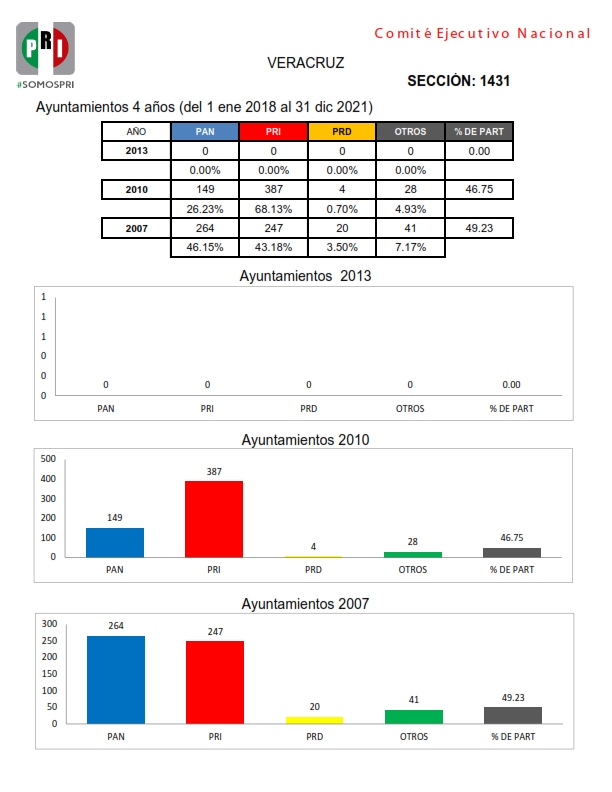 Comité Ejecutivo Nacional
PRI
#SOMOSPRI
VERACRUZ
SECCIÓN: 1431
Ayuntamientos 4 años (del 1 ene 2018 al 31 dic 2021)
AÑO PAN PRI PRD OTROS % DE PART
2013 0 0 0 0 0.00
0.00% 0.00% 0.00% 0.00%
2010 149 387 4 28 46.75
26.23% 68.13% 0.70% 4.93%
2007 264 247 20 41 49.23
46.15% 43.18% 3.50% 7.17%
Ayuntamientos 2013
1
1
1
0
0
0
0 0 0 0 0.00
PAN PRI PRD OTROS % DE PART
Ayuntamientos 2010
500
400
300
200
100
0
149 387 4 28 46.75
PAN PRI PRD OTROS % DE PART
Ayuntamientos 2007
300
250
200
150
100
50
0
264 247 20 41 49.23
PAN PRI PRD OTROS % DE PART